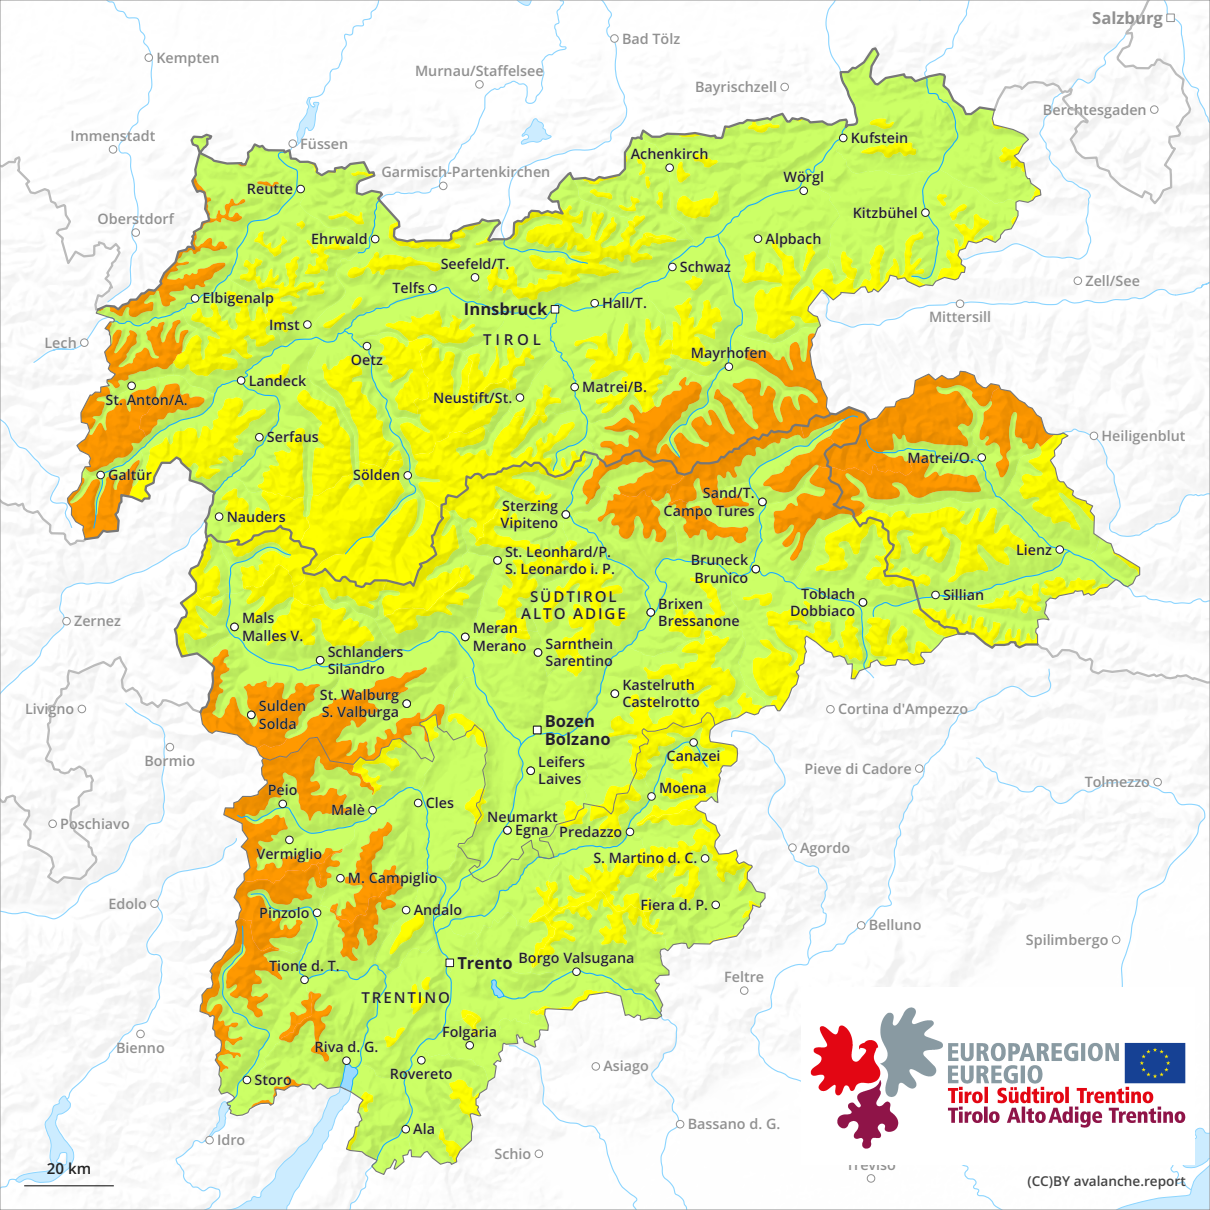 Salzburg
Bad Tölz
Kempten
Murnau/Staffelsee
Bayrischzell
Berchtesgaden
Immenstadt
Füssen
Kufstein
Achenkirch
Garmisch-Partenkirchen
Wörgl
Reutte
Oberstdorf
Kitzbühel
Ehrwald
Alpbach
Seefeld/T.
Schwaz
Zell/See
Telfs
Elbigenalp
Innsbruck
Hall/T.
Mittersill
Imst
TIROL
Lech
Oetz
Mayrhofen
Landeck
Matrei/B.
St. Anton/A.
Neustift/St.
Serfaus
Heiligenblut
Matrei/O.
Galtür
Sölden
Sand/T.
Campo Tures
Sterzing
Vipiteno
Nauders
St. Leonhard/P.
S. Leonardo i. P.
Lienz
Bruneck
Brunico
SÜDTIROL
ALTO ADIGE
Toblach
Dobbiaco
Sillian
Brixen
Bressanone
Zernez
Mals
Malles V.
Meran
Merano
Sarnthein
Sarentino
Schlanders
Silandro
Kastelruth
Castelrotto
St. Walburg
S. Valburga
Sulden
Solda
Livigno
Cortina d'Ampezzo
Bozen
Bolzano
Bormio
Canazei
Leifers
Laives
Pieve di Cadore
Tolmezzo
Peio
Moena
Malè
Cles
Neumarkt
Egna
Predazzo
Poschiavo
Vermiglio
S. Martino d. C.
Agordo
M. Campiglio
Edolo
Pinzolo
Andalo
Fiera d. P.
Belluno
Spilimbergo
Tione d. T.
Trento
Borgo Valsugana
Feltre
TRENTINO
Folgaria
Bienno
Riva d. G.
Rovereto
Asiago
Storo
EUROPAREGION
EUREGIO
Tirol Südtirol Trentino
Tirolo Alto Adige Trentino
Ala
Bassano d. G.
Idro
Schio
Treviso
20 km
(CC)BY avalanche.report